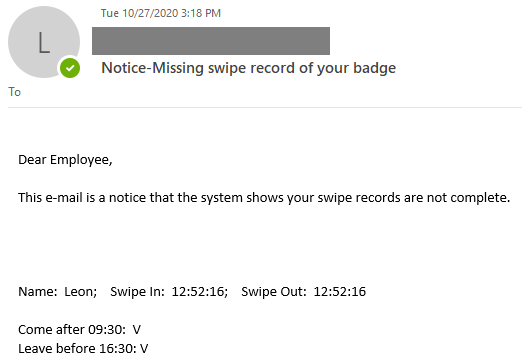 L
Tue 10/27/2020 3:18 PM
Notice-Missing swipe record of your badge
To
Dear Employee,
This e-mail is a notice that the system shows your swipe records are not complete.
Name:  Leon;    Swipe In:  12:52:16;    Swipe Out:  12:52:16
Come after 09:30:  V
Leave before 16:30: V